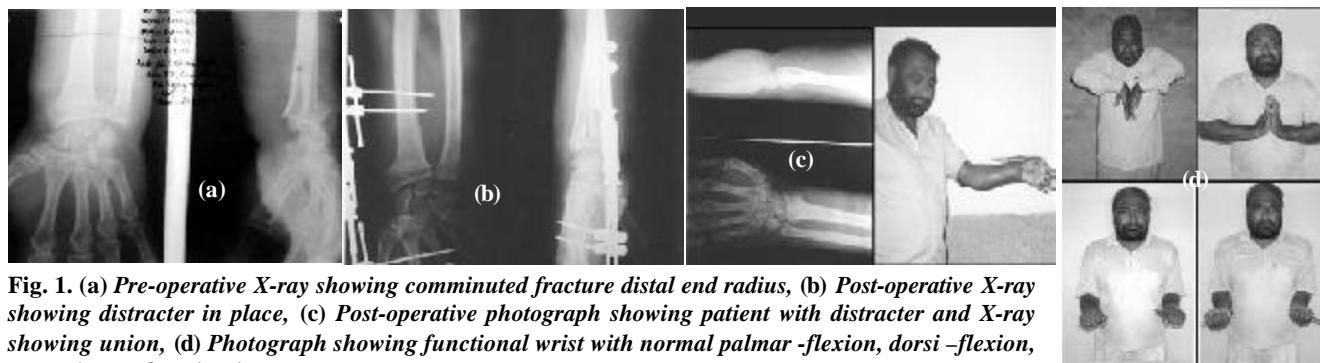 (a)
(b)
(c)
(d)
Fig. 1. (a) Pre-operative X-ray showing comminuted fracture distal end radius, (b) Post-operative X-ray
showing distracter in place, (c) Post-operative photograph showing patient with distracter and X-ray
showing union, (d) Photograph showing functional wrist with normal palmar -flexion, dorsi –flexion,